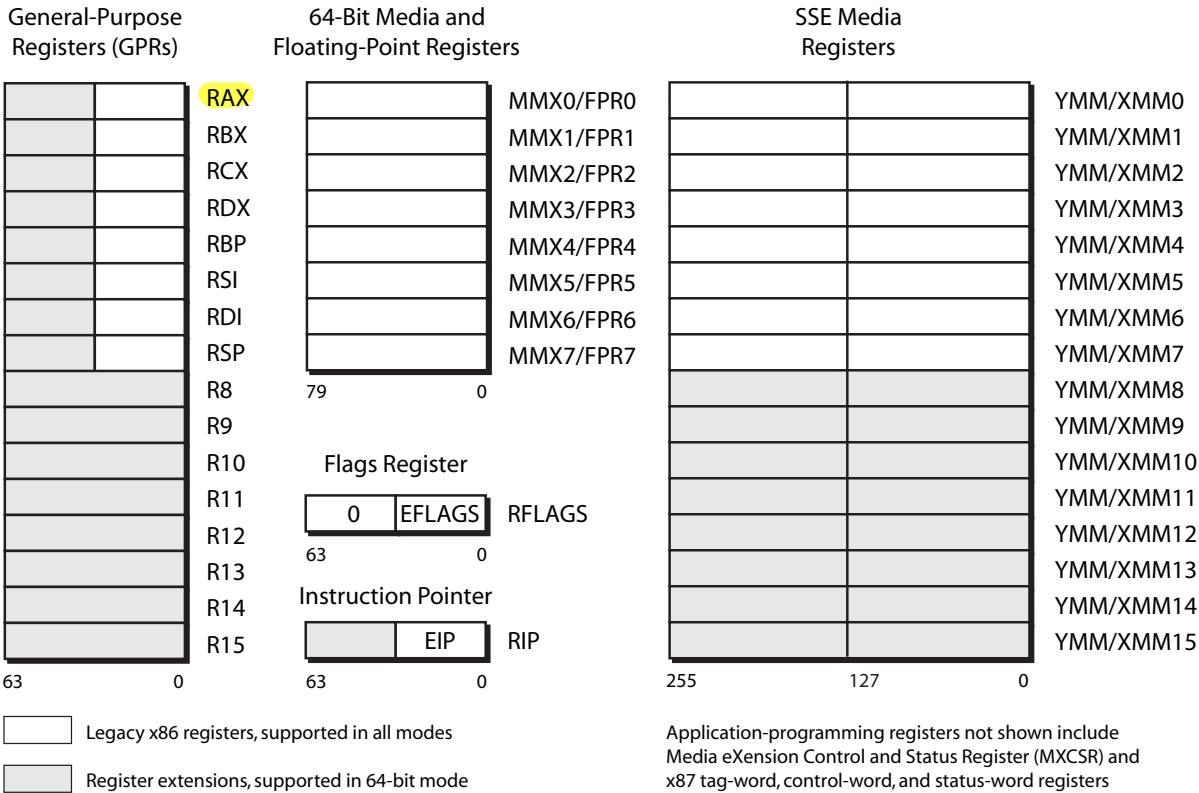 General-Purpose
Registers (GPRs)
RAX
RBX
RCX
RDX
RBP
RSI
RDI
RSP
R8
R9
R10
R11
R12
R13
R14
R15
63 0
64-Bit Media and
Floating-Point Registers
MMX0/FPR0
MMX1/FPR1
MMX2/FPR2
MMX3/FPR3
MMX4/FPR4
MMX5/FPR5
MMX6/FPR6
MMX7/FPR7
79 0
Flags Register
0 EFLAGS RFLAGS
63 0
Instruction Pointer
EIP RIP
63 0
SSE Media
Registers
YMM/XMM0
YMM/XMM1
YMM/XMM2
YMM/XMM3
YMM/XMM4
YMM/XMM5
YMM/XMM6
YMM/XMM7
YMM/XMM8
YMM/XMM9
YMM/XMM10
YMM/XMM11
YMM/XMM12
YMM/XMM13
YMM/XMM14
YMM/XMM15
255 127 0
Legacy x86 registers, supported in all modes
Register extensions, supported in 64-bit mode
Application-programming registers not shown include
Media eXension Control and Status Register (MXCSR) and
x87 tag-word, control-word, and status-word registers